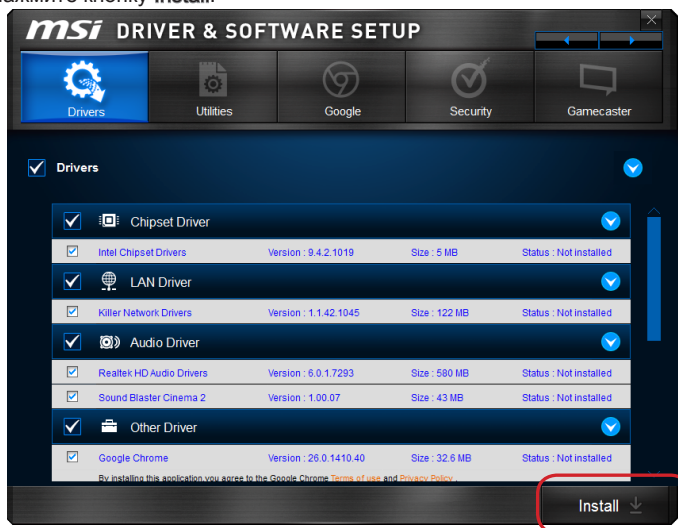 нажмите кнопку Install.
msi DRIVER & SOFTWARE SETUP
Drivers Utilities Google Security Gamecaster
Drivers
Chipset Driver
Intel Chipset Drivers Version : 9.4.2.1019 Size : 5 MB Status : Not installed
LAN Driver
Killer Network Drivers Version : 1.1.42.1045 Size : 122 MB Status : Not installed
Audio Driver
Realtek HD Audio Drivers Version : 6.0.1.7293 Size : 580 MB Status : Not installed
Sound Blaster Cinema 2 Version : 1.00.07 Size : 43 MB Status : Not installed
Other Driver
Google Chrome Version : 26.0.1410.40 Size : 32.6 MB Status : Not installed
By installing this application,you agree to the Google Chrome Terms of use and Privacy Policy .
Install